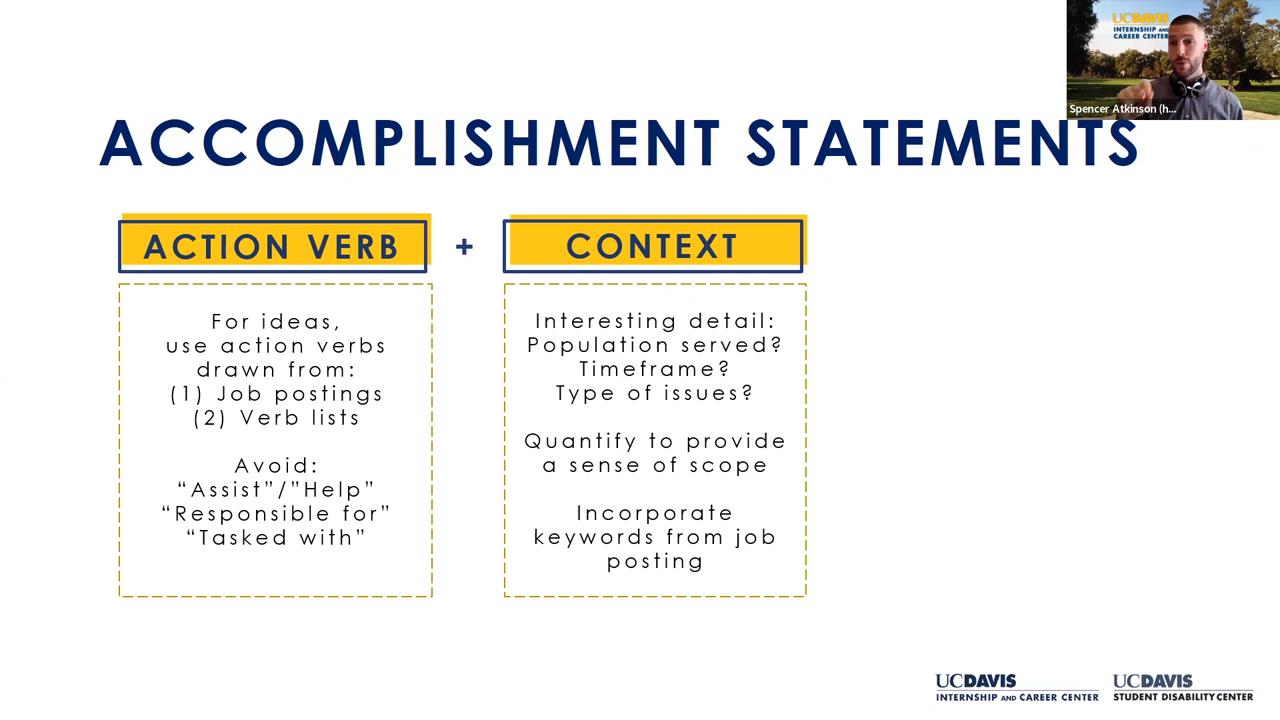 UCDAVIS
INTERNSHIP AND
CAREER CENTER
Spencer Atkinson (h...
ACCOMPLISHMENT STATEMENTS
ACTION VERB + CONTEXT
For ideas,
use action verbs
drawn from:
(1) Job postings
(2) Verb lists
Avoid:
“Assist”/”Help”
“Responsible for”
“Tasked with”
Interesting detail:
Population served?
Timeframe?
Type of issues?
Quantify to provide
a sense of scope
Incorporate
keywords from job
posting
UCDAVIS
INTERNSHIP AND CAREER CENTER
UCDAVIS
STUDENT DISABILITY CENTER